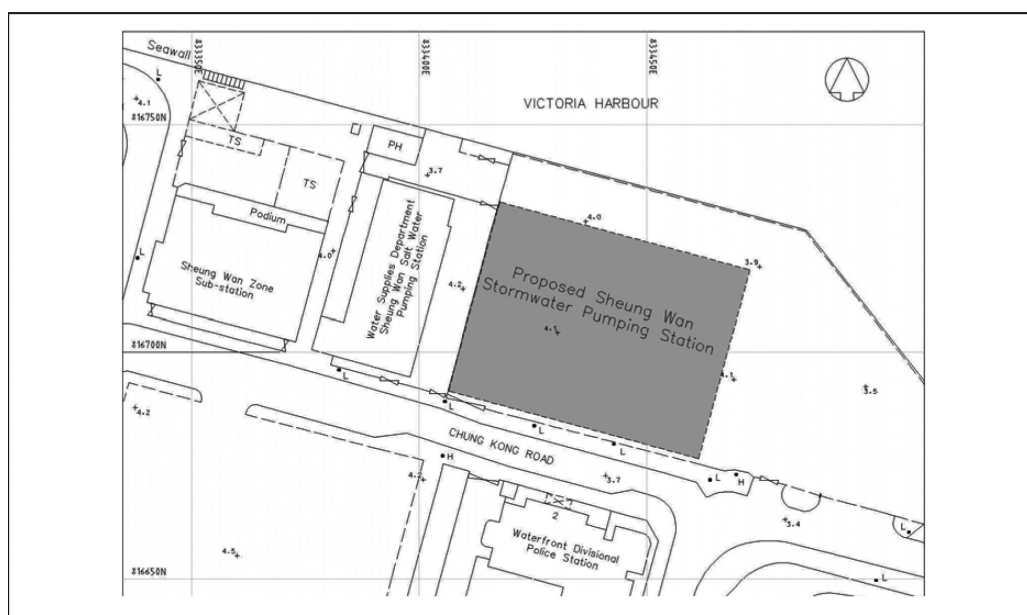 Seawall
83350E
83400E
83450E
VICTORIA HARBOUR
L
4.1
816750N
TS
TS
PH
3.7
Podium
4.0
4.0
3.9
Sheung Wan Zone
Sub-station
L
Water Supplies Department
Sheung Wan Salt Water
Pumping Station
4.2
Proposed Sheung Wan
Stormwater Pumping Station
4.1
816700N
L
L
L
L
4.1
3.5
4.2
CHUNG KONG ROAD
H
4.2
3.7
L
H
3.4
L
2
Waterfront Divisional
Police Station
4.5
816650N
L